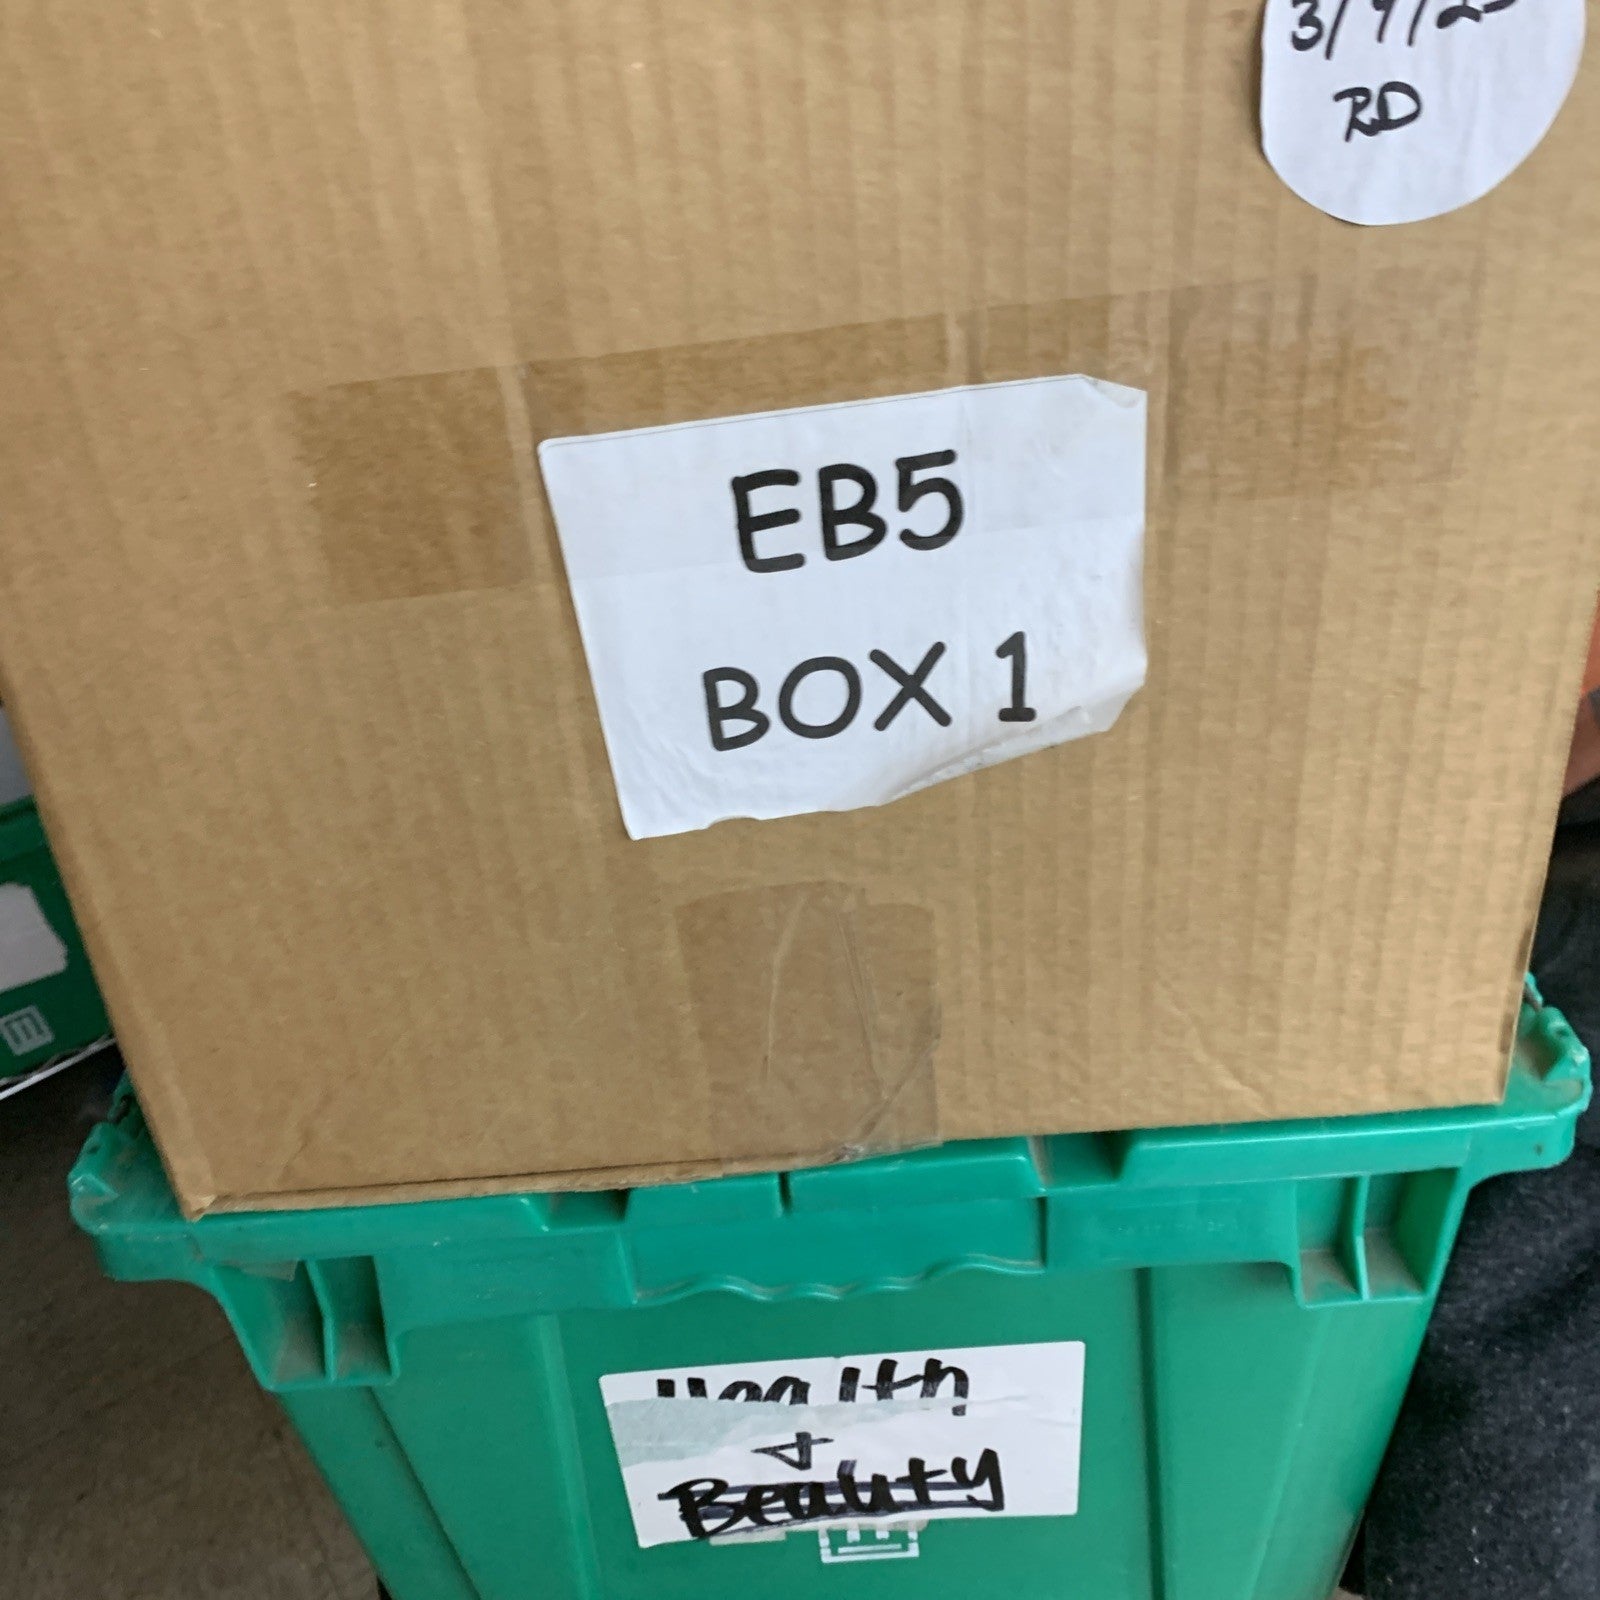 RD
EB5
BOX 1
Health
+
Beauty